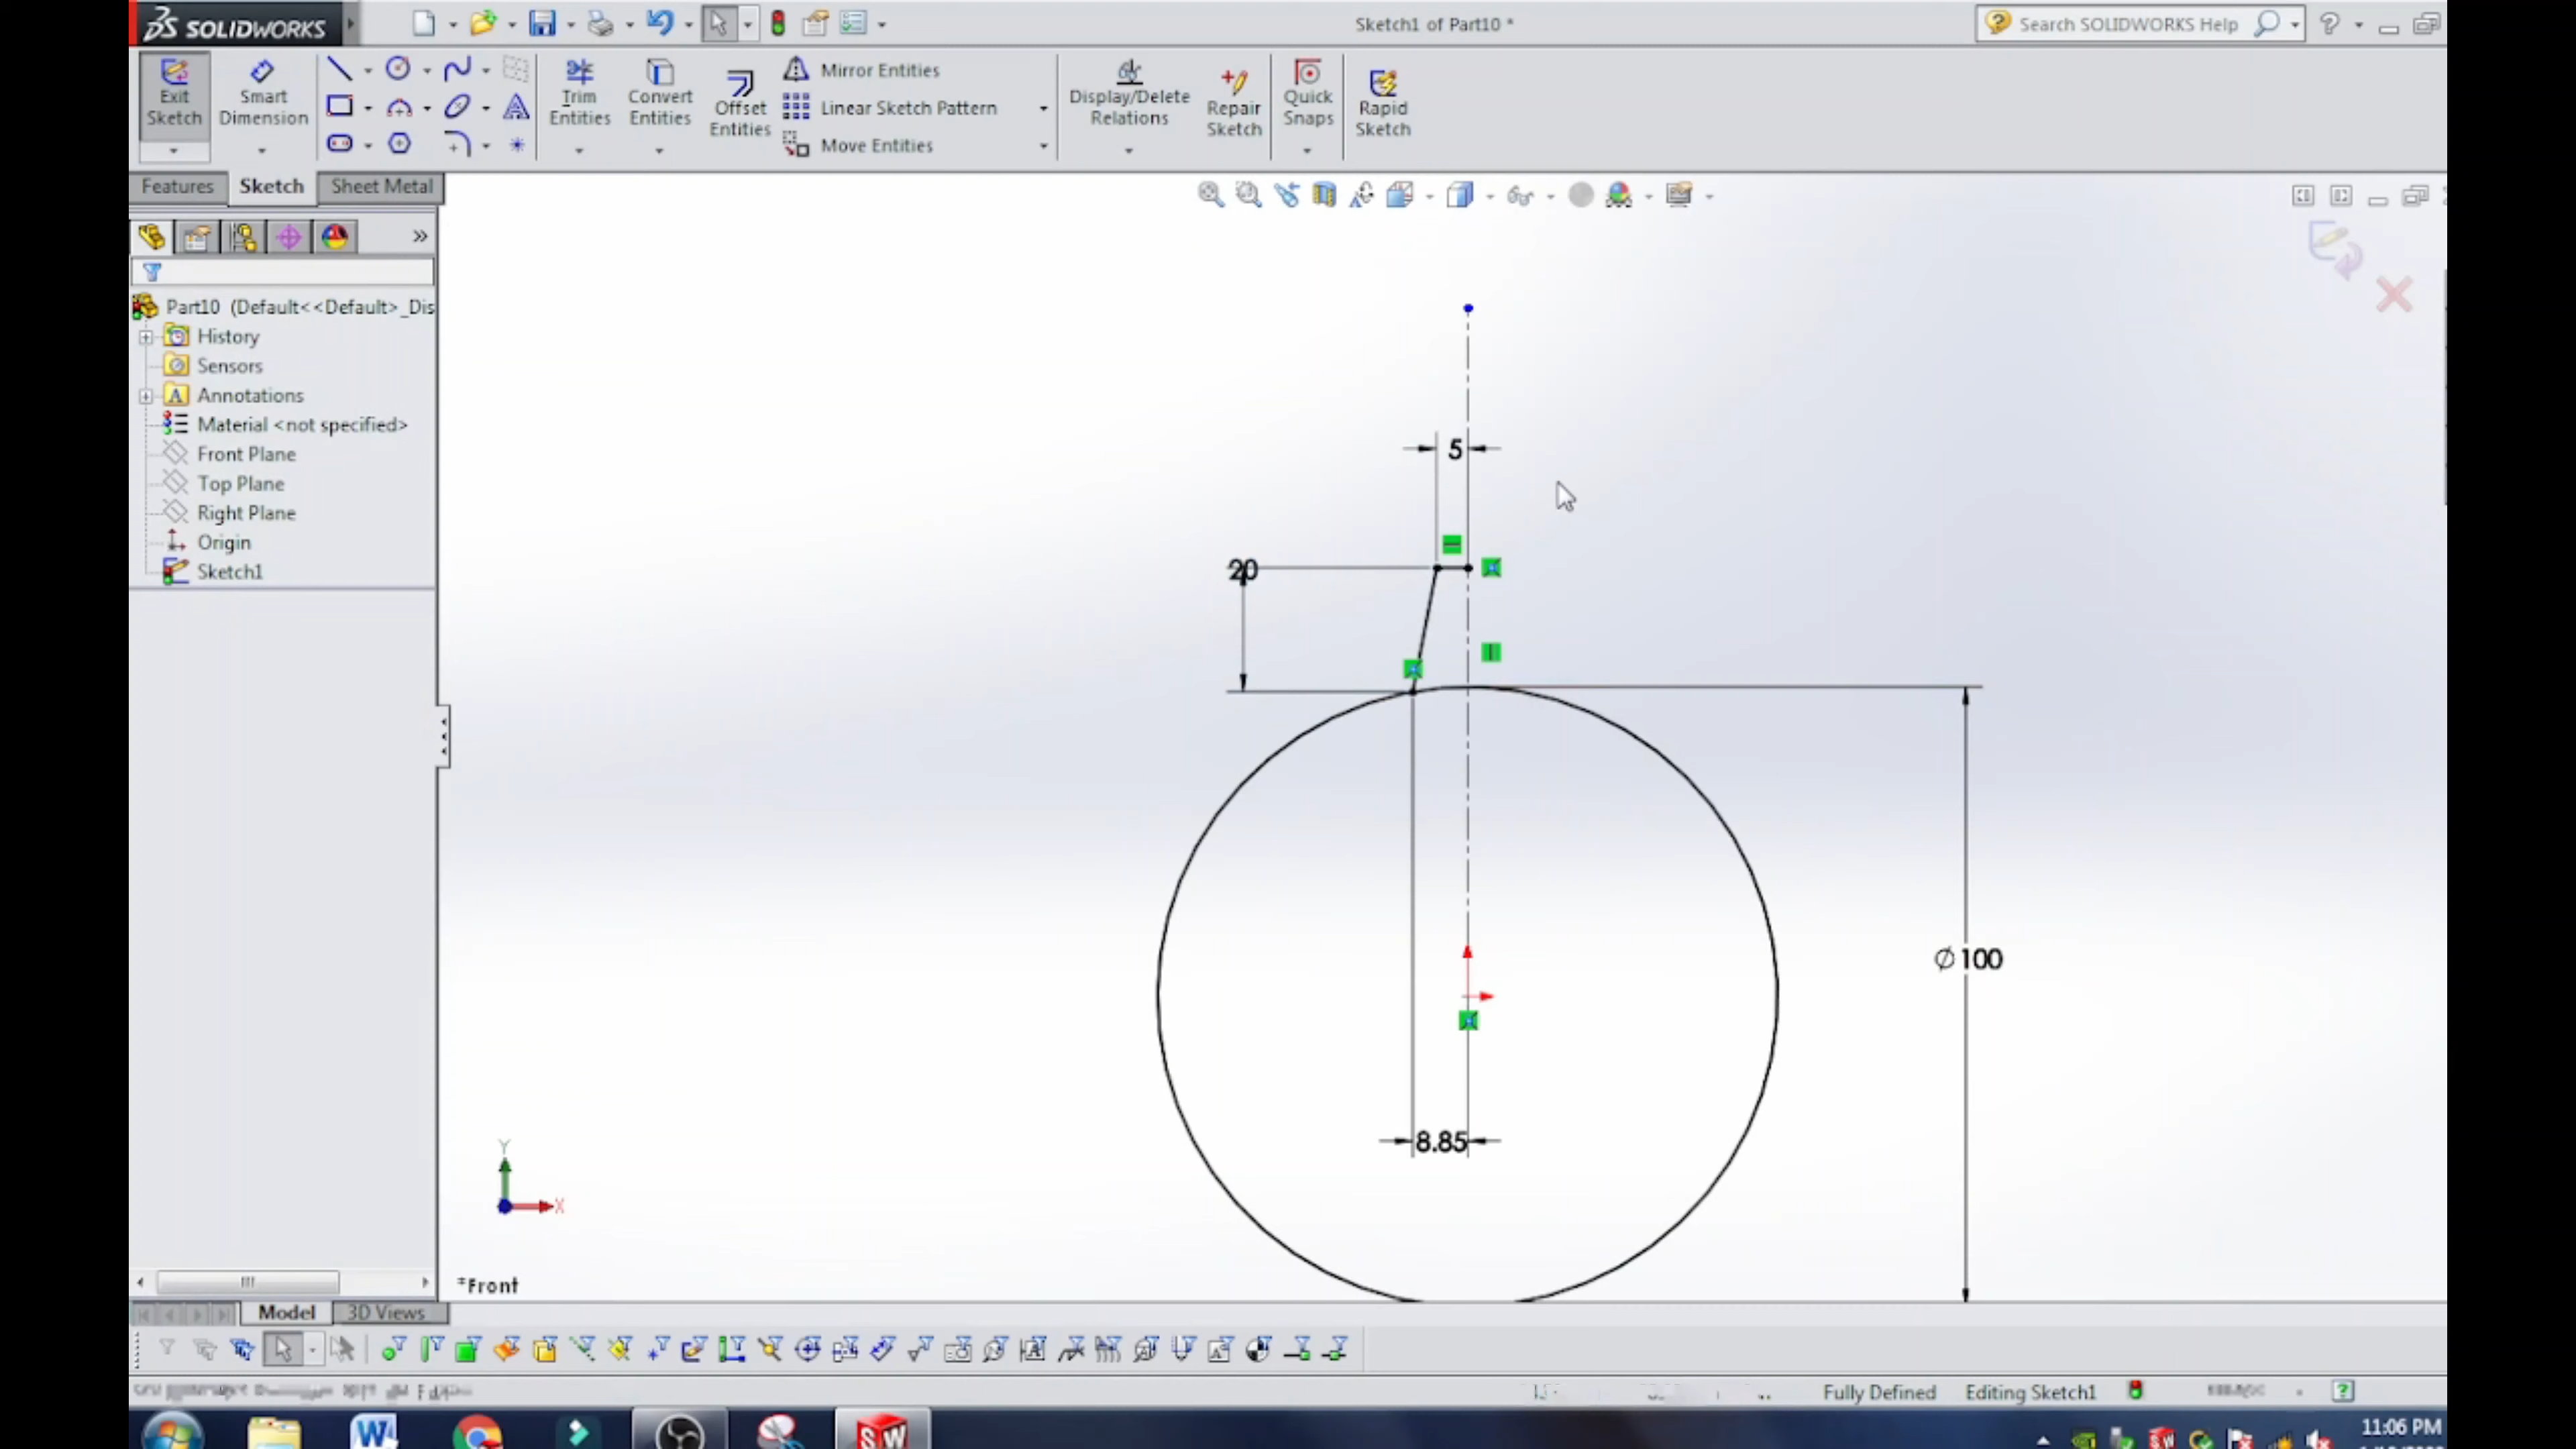 SOLIDWORKS
Sketch1 of Part10 *
Search SOLIDWORKS Help
Exit Sketch
Smart Dimension
Trim Entities
Convert Entities
Offset Entities
Mirror Entities
Linear Sketch Pattern
Move Entities
Display/Delete Relations
Repair Sketch
Quick Snaps
Rapid Sketch
Features Sketch Sheet Metal
Part10 (Default<<Default>_Dis
History
Sensors
Annotations
Material <not specified>
Front Plane
Top Plane
Right Plane
Origin
Sketch1
5
20
Ø100
8.85
Y
X
*Front
Model 3D Views
Fully Defined Editing Sketch1
11:06 PM